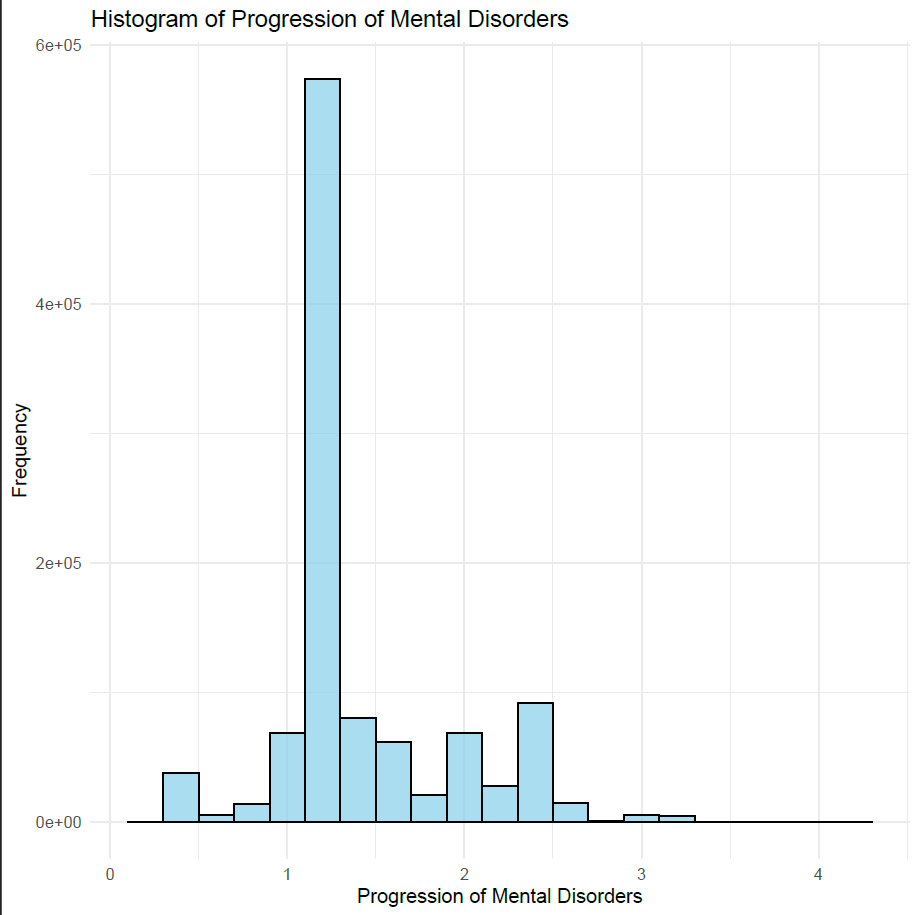 Histogram of Progression of Mental Disorders
6e+05
4e+05
2e+05
0e+00
Frequency
0 1 2 3 4
Progression of Mental Disorders